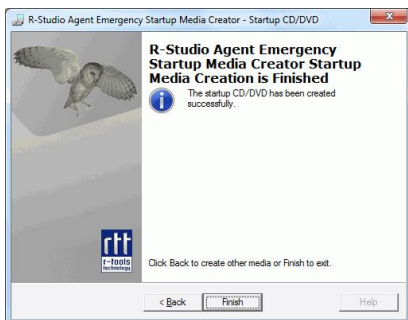 R-Studio Agent Emergency Startup Media Creator - Startup CD/DVD
R-Studio Agent Emergency
Startup Media Creator Startup
Media Creation is Finished
The startup CD/DVD has been created
successfully.
rtt
r-tools
technology
Click Back to create other media or Finish to exit.
< Back
Finish
Help